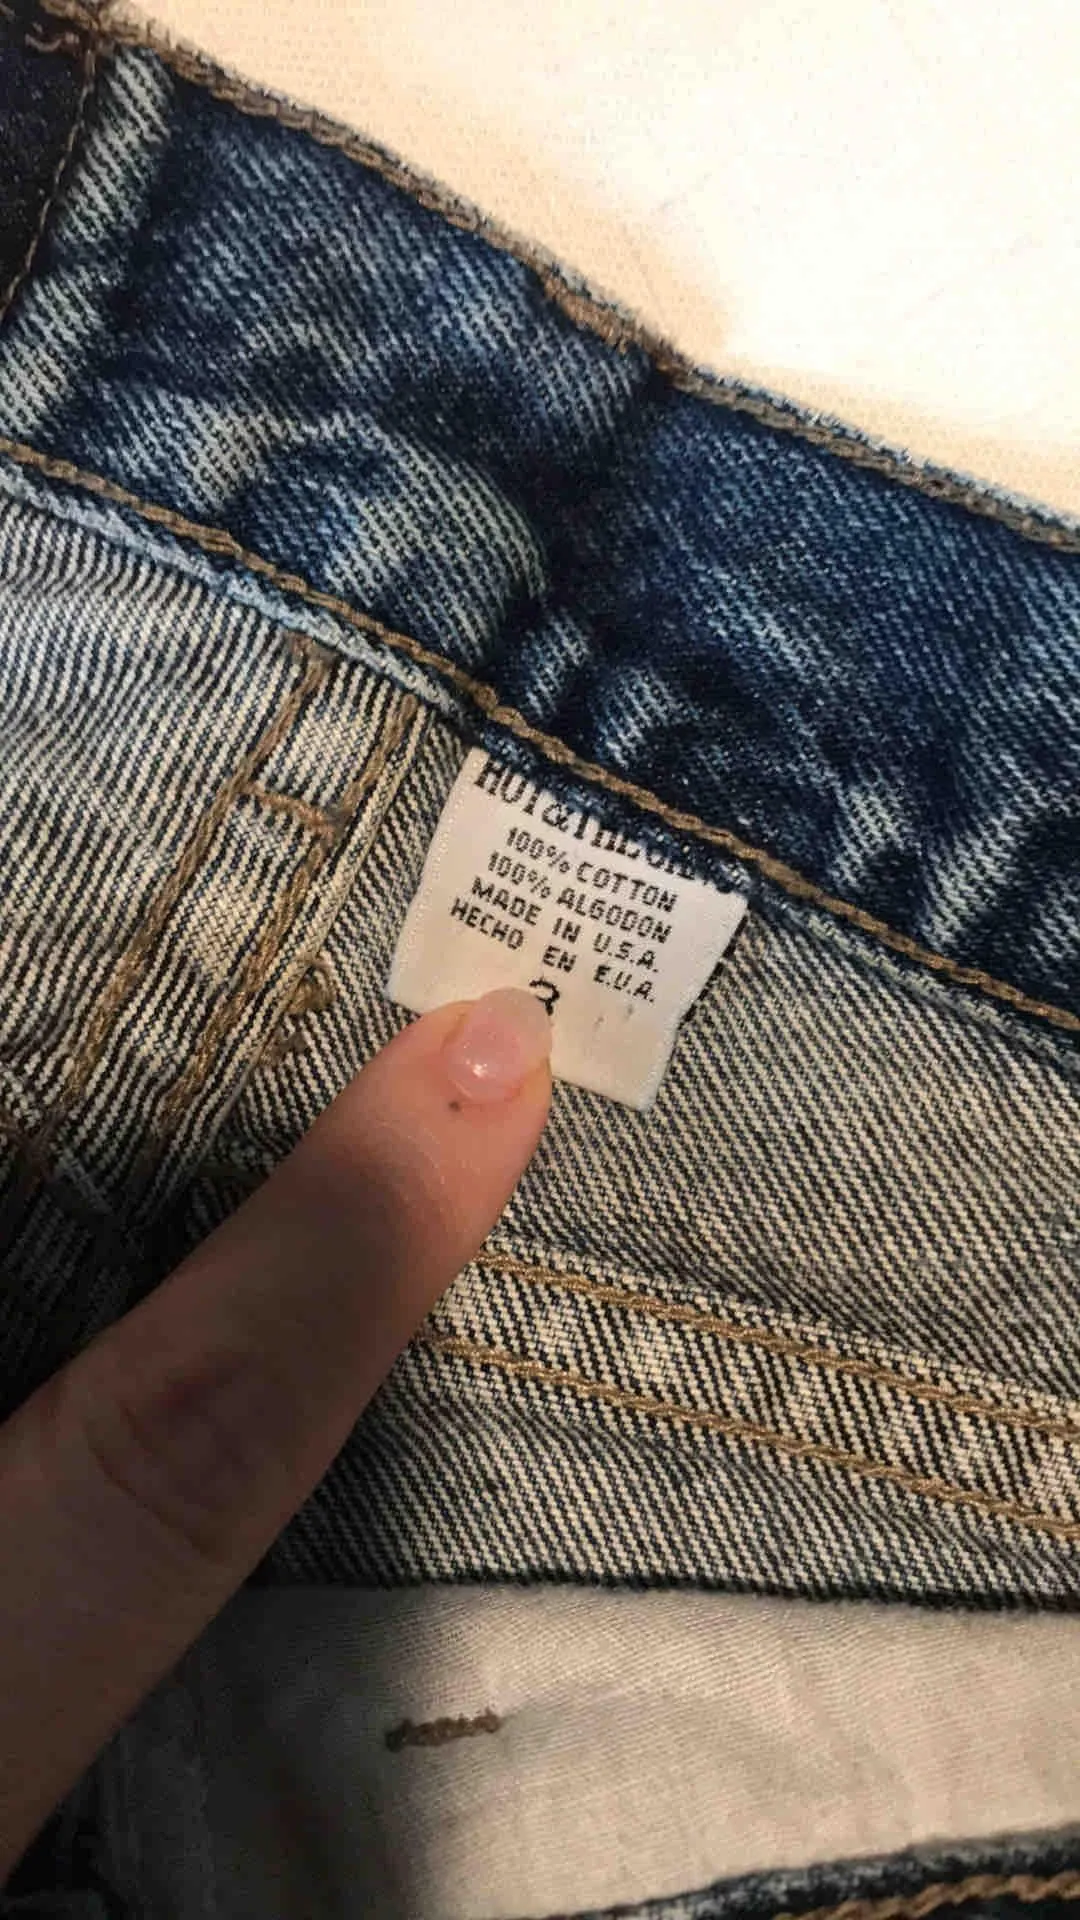 100% COTTON
100% ALGODON
MADE IN U.S.A.
HECHO EN E.U.A.